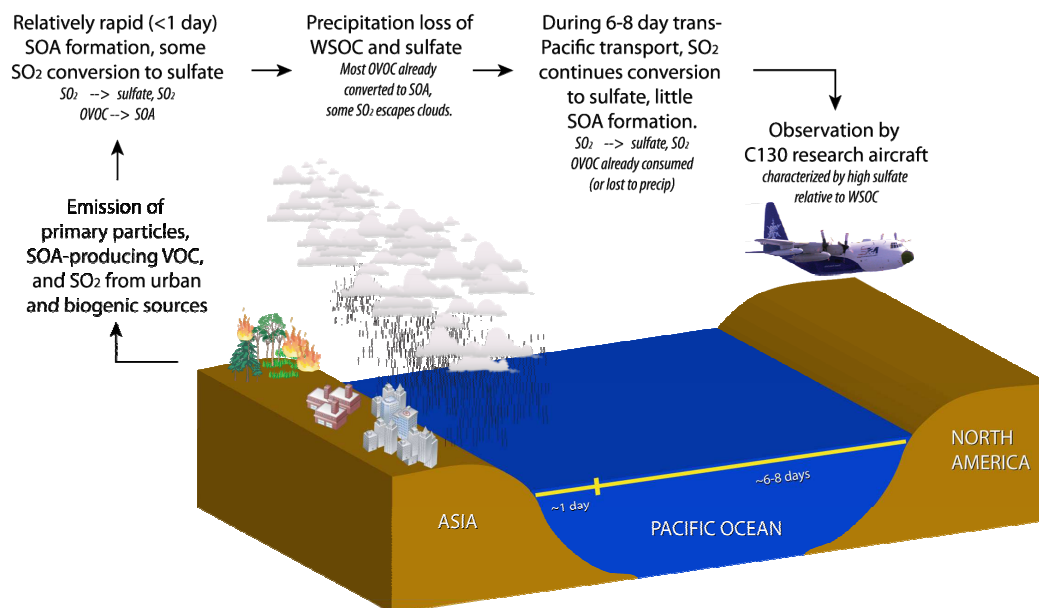 Relatively rapid (<1 day)
SOA formation, some
SO₂ conversion to sulfate
SO₂ --> sulfate, SO₂
OVOC --> SOA
Precipitation loss of
WSOC and sulfate
Most OVOC already
converted to SOA,
some SO₂ escapes clouds.
During 6-8 day trans-
Pacific transport, SO₂
continues conversion
to sulfate, little
SOA formation.
SO₂ --> sulfate, SO₂
OVOC already consumed
(or lost to precip)
Observation by
C130 research aircraft
characterized by high sulfate
relative to WSOC
Emission of
primary particles,
SOA-producing VOC,
and SO₂ from urban
and biogenic sources
NORTH
AMERICA
~6-8 days
~1 day
ASIA
PACIFIC OCEAN